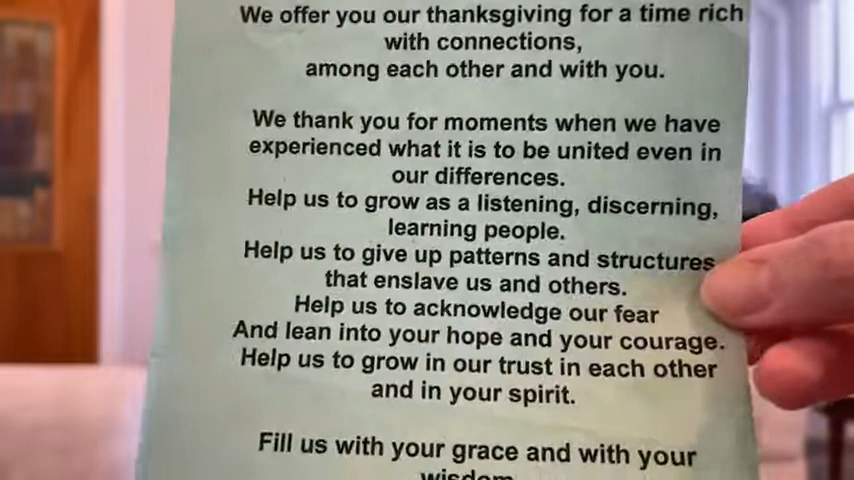 We offer you our thanksgiving for a time rich
with connections,
among each other and with you.
We thank you for moments when we have
experienced what it is to be united even in
our differences.
Help us to grow as a listening, discerning,
learning people.
Help us to give up patterns and structures
that enslave us and others.
Help us to acknowledge our fear
And lean into your hope and your courage.
Help us to grow in our trust in each other
and in your spirit.
Fill us with your grace and with your
wisdom